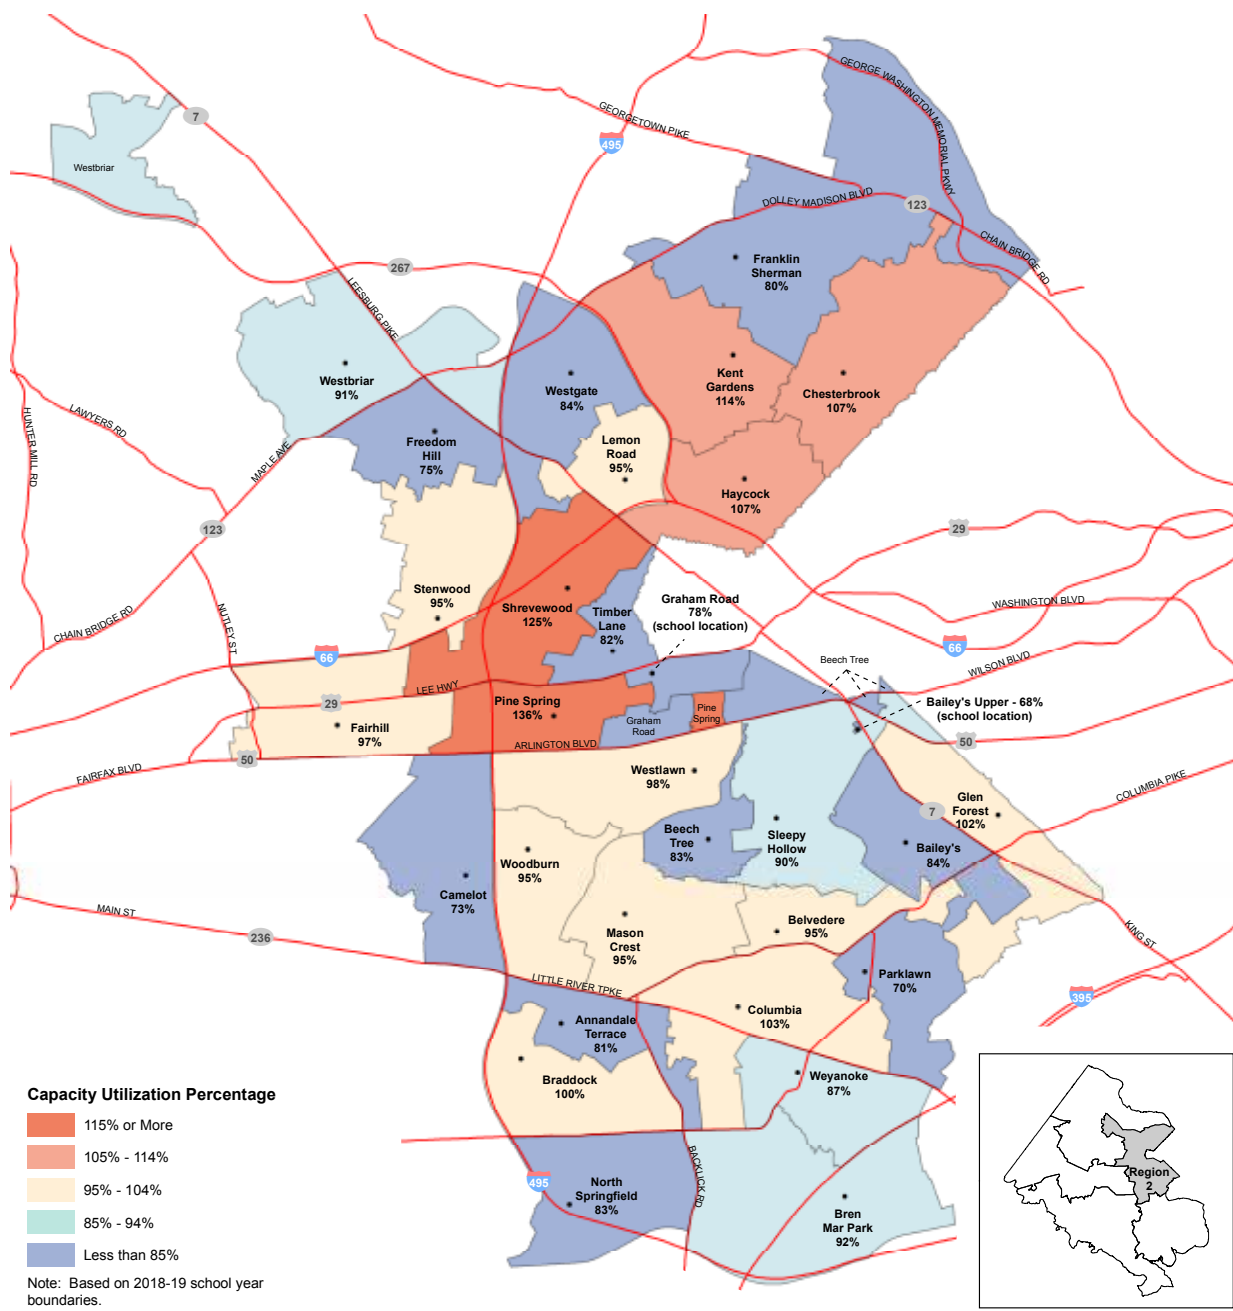 GEORGE WASHINGTON MEMORIAL PKWY
GEORGETOWN PIKE
7
495
Westbriar
DOLLEY MADISON BLVD
123
CHAIN BRIDGE RD
267
LEESBURG PIKE
Franklin
Sherman
80%
Westbriar
91%
Westgate
84%
Kent
Gardens
114%
Chesterbrook
107%
HUNTER MILL RD
LAWYERS RD
MAPLE AVE
Freedom
Hill
75%
Lemon
Road
95%
Haycock
107%
123
29
CHAIN BRIDGE RD
NUTLEY ST
Stenwood
95%
Shrevewood
125%
Timber
Lane
82%
Graham Road
78%
(school location)
WASHINGTON BLVD
66
66
WILSON BLVD
Beech Tree
LEE HWY
29
Pine Spring
136%
Graham
Road
Pine
Spring
Bailey's Upper - 68%
(school location)
Fairhill
97%
ARLINGTON BLVD
50
50
FAIRFAX BLVD
COLUMBIA PIKE
Westlawn
98%
7
Glen
Forest
102%
Beech
Tree
83%
Sleepy
Hollow
90%
Bailey's
84%
Woodburn
95%
Camelot
73%
MAIN ST
236
Mason
Crest
95%
Belvedere
95%
KING ST
Parklawn
70%
395
LITTLE RIVER TPKE
Columbia
103%
Annandale
Terrace
81%
Braddock
100%
Weyanoke
87%
BACKLICK RD
495
North
Springfield
83%
Bren
Mar Park
92%
Capacity Utilization Percentage
115% or More
105% - 114%
95% - 104%
85% - 94%
Less than 85%
Note: Based on 2018-19 school year
boundaries.
Region
2